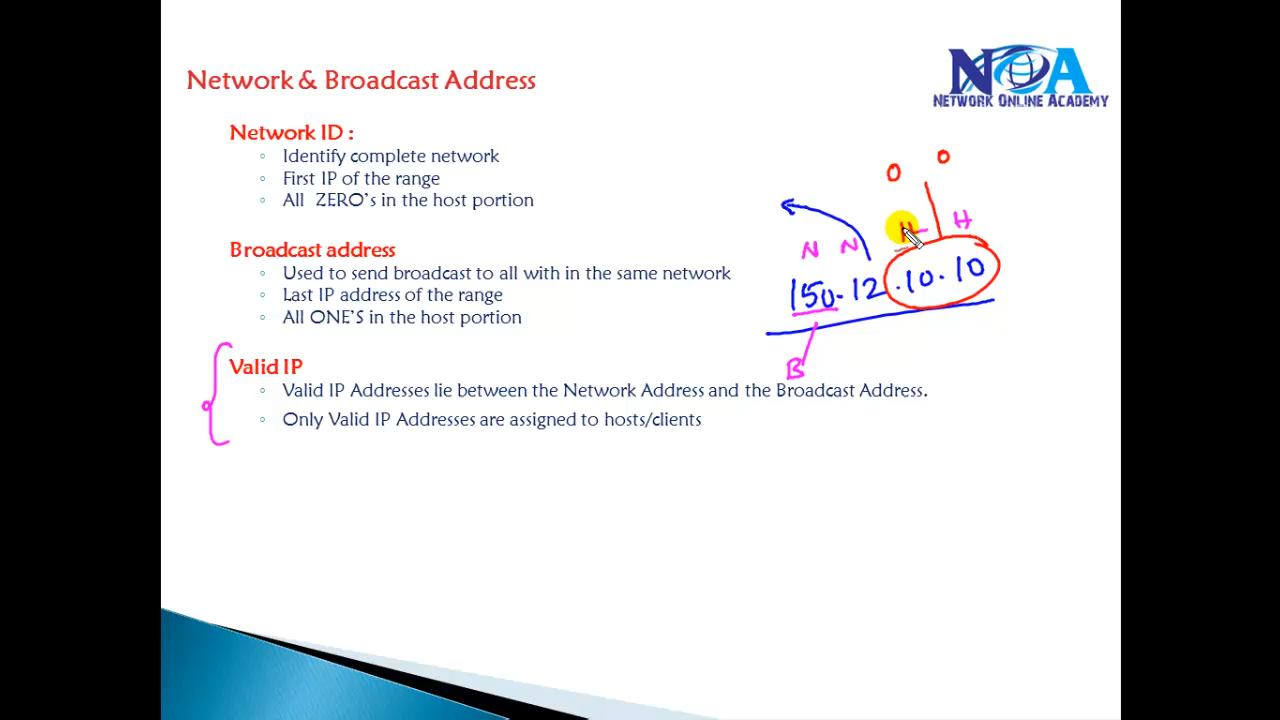 NOA
NETWORK ONLINE ACADEMY
Network & Broadcast Address
Network ID :
◦ Identify complete network
◦ First IP of the range
◦ All ZERO's in the host portion
Broadcast address
◦ Used to send broadcast to all with in the same network
◦ Last IP address of the range
◦ All ONE'S in the host portion
Valid IP
◦ Valid IP Addresses lie between the Network Address and the Broadcast Address.
◦ Only Valid IP Addresses are assigned to hosts/clients
0 0
N N H H
150.12.10.10
B